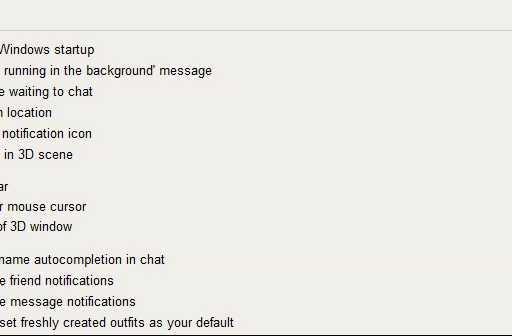 Windows startup
running in the background' message
waiting to chat
location
notification icon
in 3D scene
mouse cursor
of 3D window
name autocompletion in chat
friend notifications
message notifications
set freshly created outfits as your default